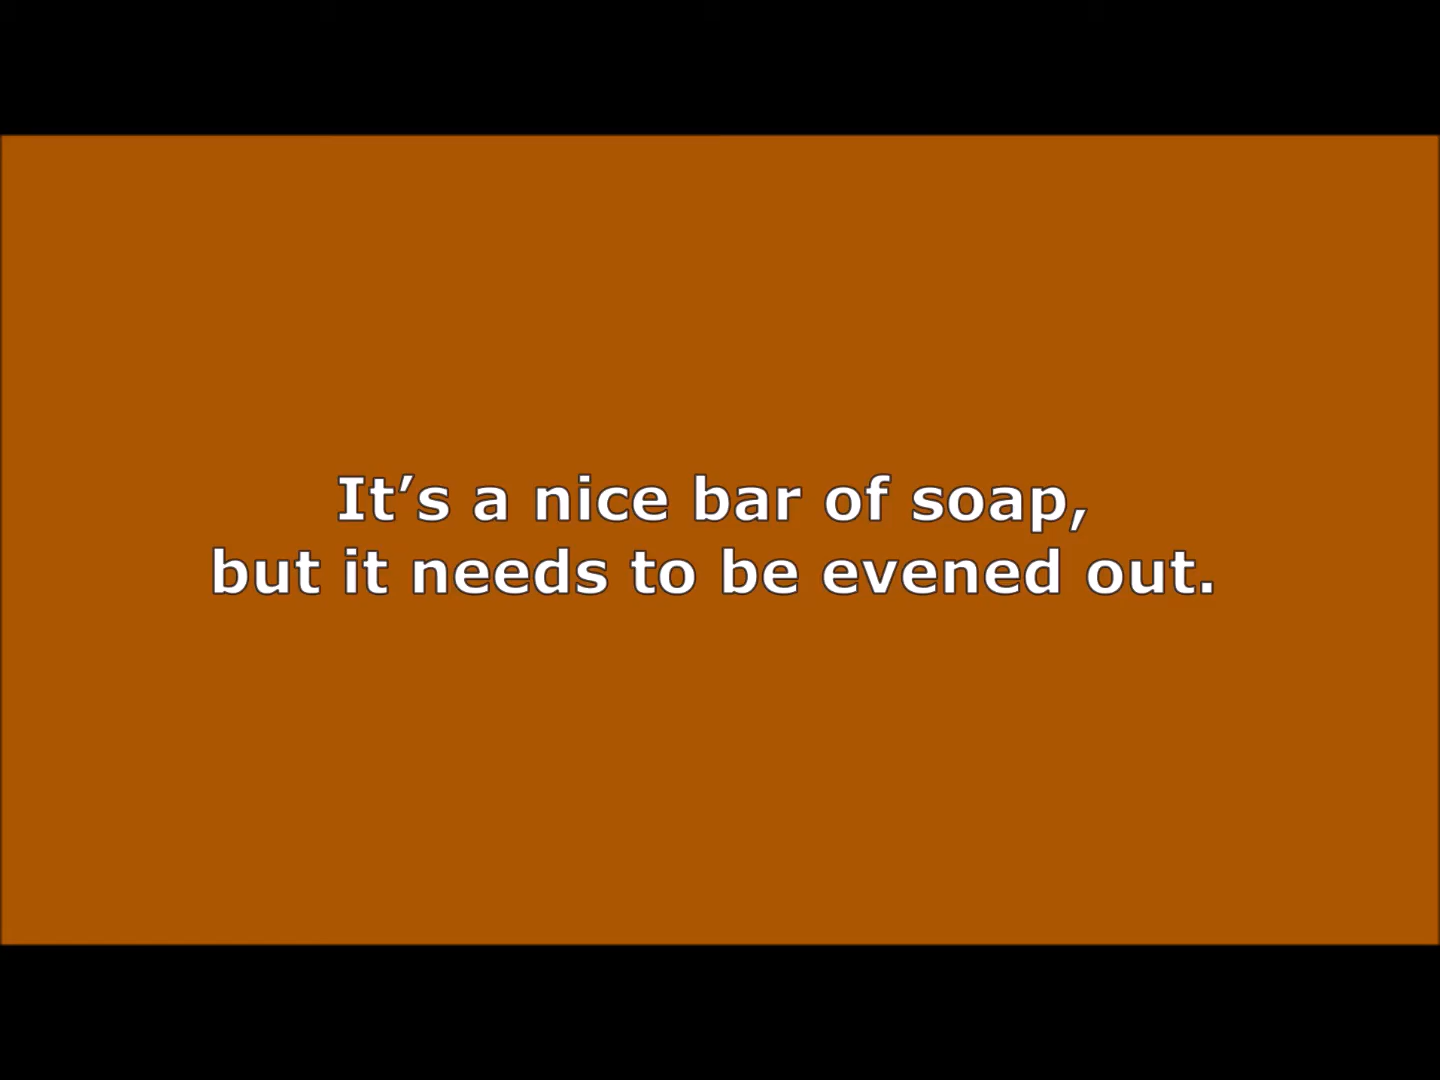 It’s a nice bar of soap,
but it needs to be evened out.